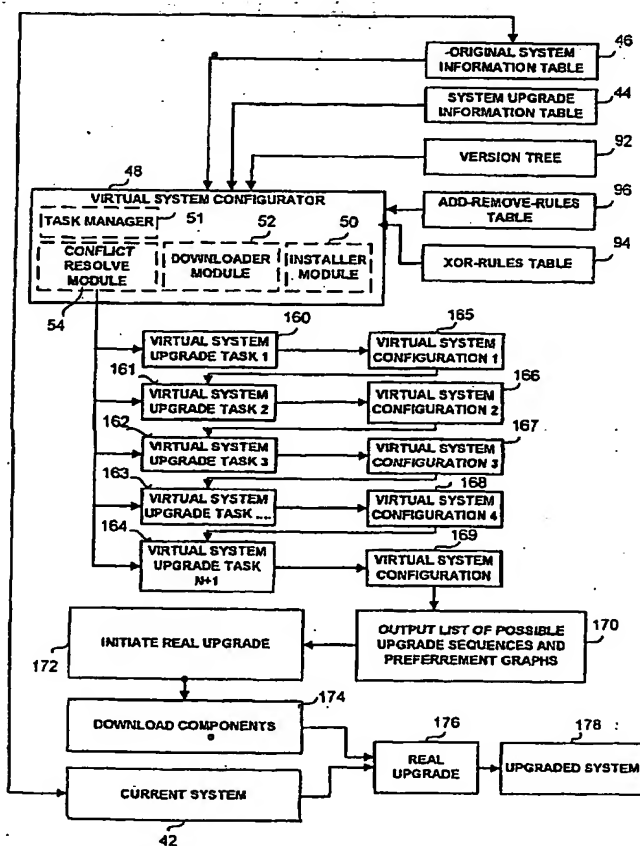 -ORIGINAL SYSTEM
INFORMATION TABLE
46
SYSTEM UPGRADE
INFORMATION TABLE
44
VERSION TREE
92
48
VIRTUAL SYSTEM CONFIGURATOR
TASK MANAGER
51
52
50
CONFLICT
RESOLVE
MODULE
DOWNLOADER
MODULE
INSTALLER
MODULE
54
ADD-REMOVE-RULES
TABLE
96
XOR-RULES TABLE
94
160
165
VIRTUAL SYSTEM
UPGRADE TASK 1
VIRTUAL SYSTEM
CONFIGURATION 1
161
166
VIRTUAL SYSTEM
UPGRADE TASK 2
VIRTUAL SYSTEM
CONFIGURATION 2
162
167
VIRTUAL SYSTEM
UPGRADE TASK 3
VIRTUAL SYSTEM
CONFIGURATION 3
163
168
VIRTUAL SYSTEM
UPGRADE TASK ....
VIRTUAL SYSTEM
CONFIGURATION 4
164
169
VIRTUAL SYSTEM
UPGRADE TASK
N+1
VIRTUAL SYSTEM
CONFIGURATION
172
INITIATE REAL UPGRADE
OUTPUT LIST OF POSSIBLE
UPGRADE SEQUENCES AND
PREFERREMENT GRAPHS
170
174
DOWNLOAD COMPONENTS
176
178
REAL
UPGRADE
UPGRADED SYSTEM
CURRENT SYSTEM
42